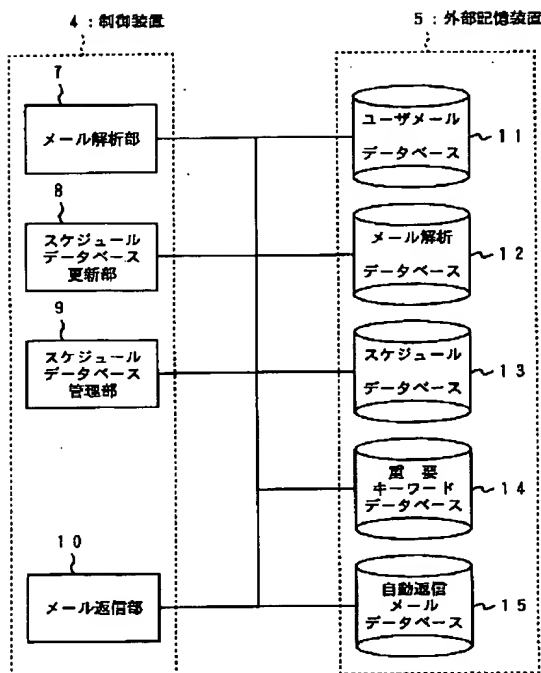 4：制御装置
5：外部記憶装置
7
メール解析部
8
スケジュール
データベース
更新部
9
スケジュール
データベース
管理部
10
メール返信部
ユーザメール
データベース
11
メール解析
データベース
12
スケジュール
データベース
13
重要
キーワード
データベース
14
自動返信
メール
データベース
15